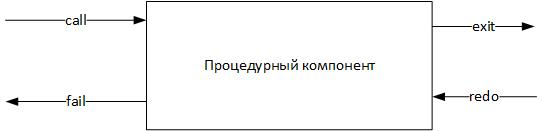 call
exit
Процедурный компонент
fail
redo